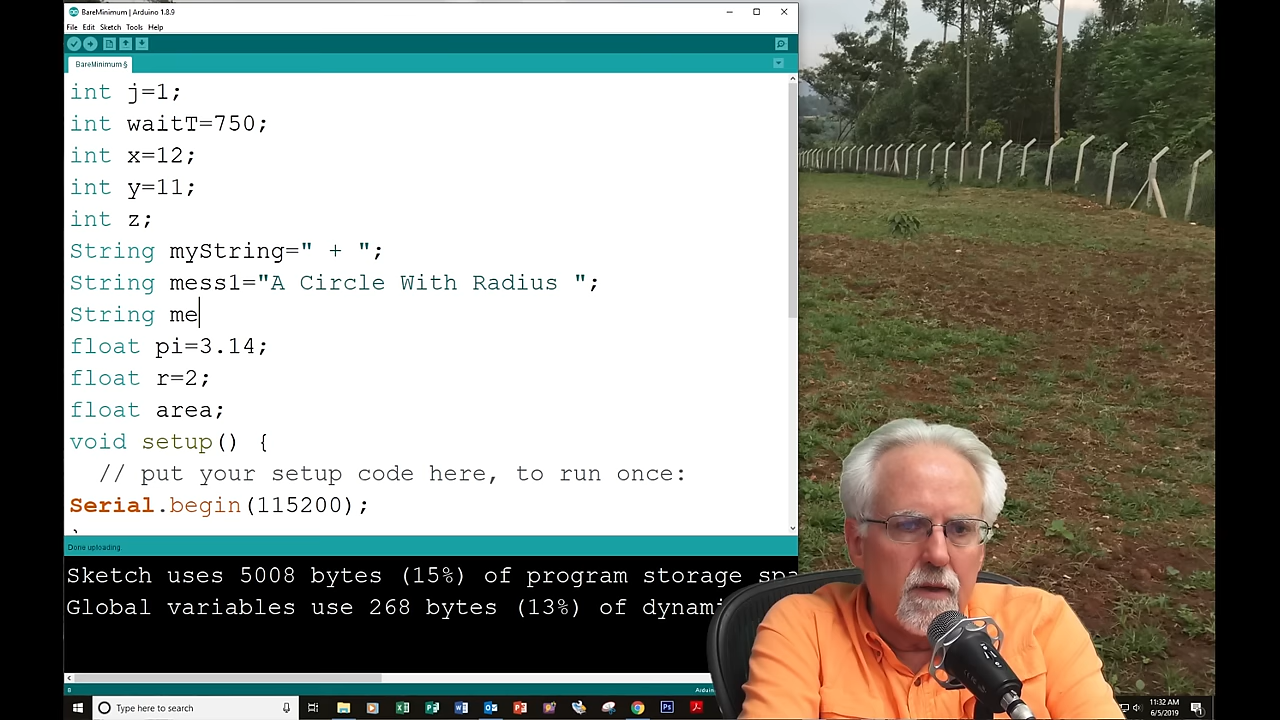 BareMinimum | Arduino 1.8.9
File Edit Sketch Tools Help
BareMinimum §
int j=1;
int waitT=750;
int x=12;
int y=11;
int z;
String myString=" + ";
String mess1="A Circle With Radius ";
String me
float pi=3.14;
float r=2;
float area;
void setup() {
// put your setup code here, to run once:
Serial.begin(115200);
Done uploading.
Sketch uses 5008 bytes (15%) of program storage spa
Global variables use 268 bytes (13%) of dynami
8
Type here to search
11:32 AM
6/5/2019